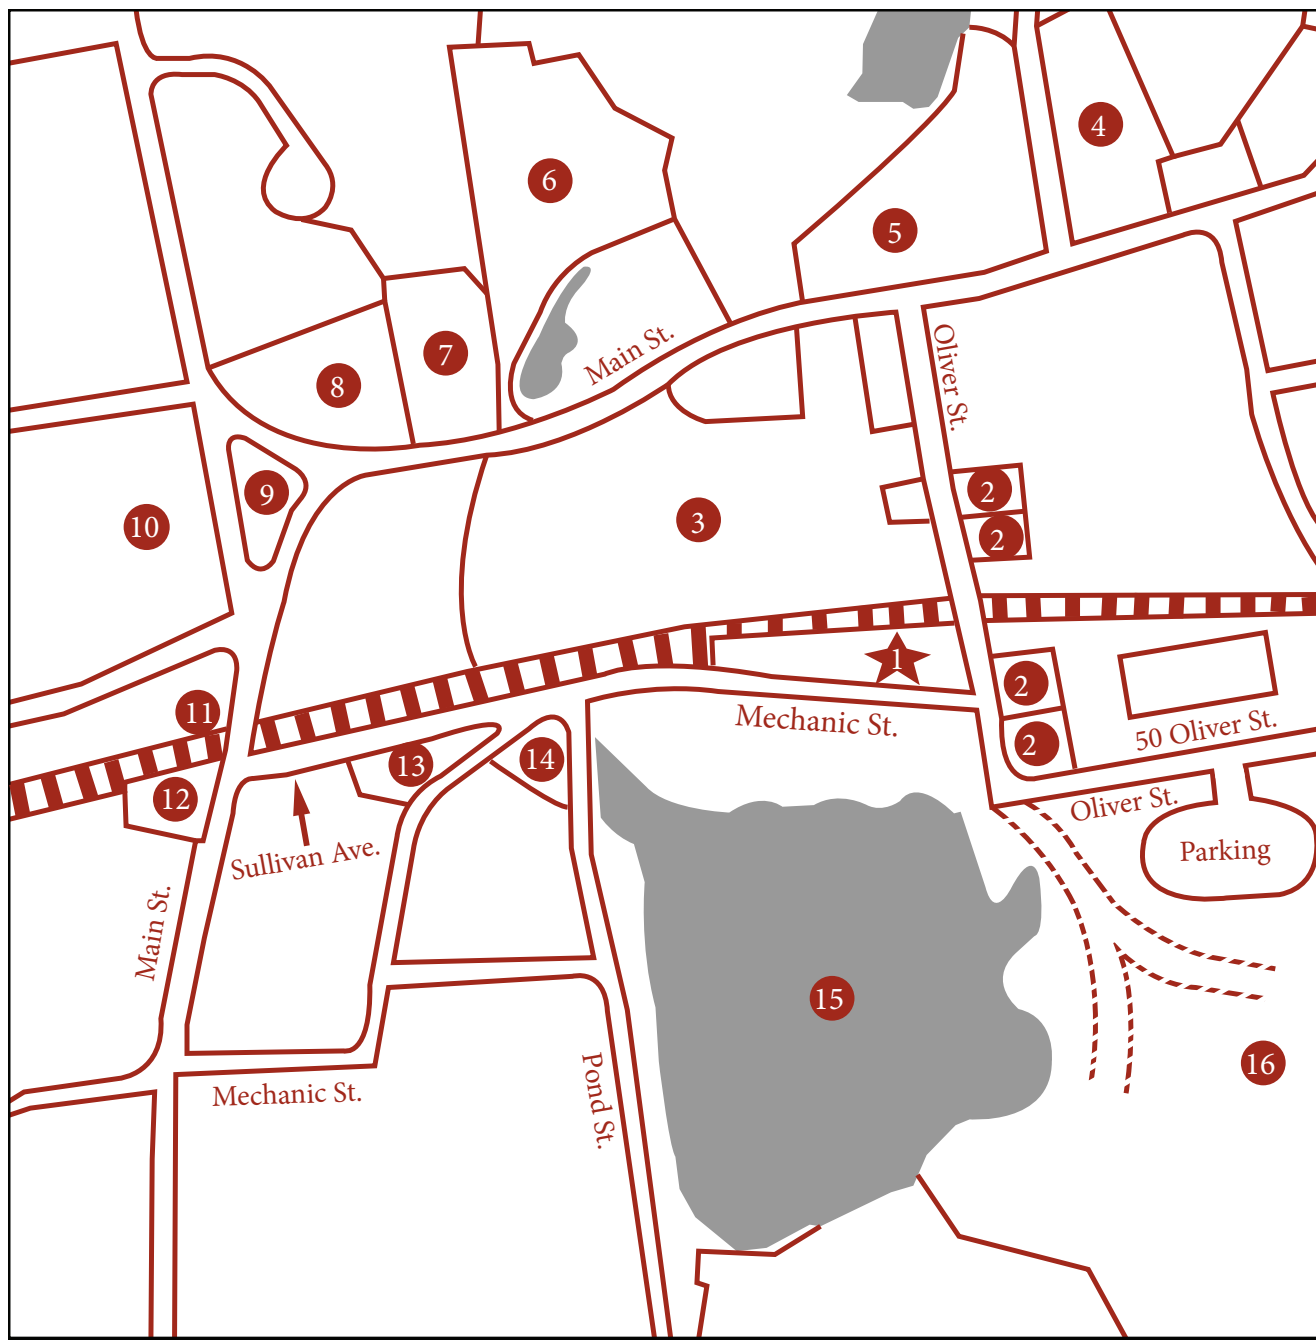 4
6
5
Main St.
Oliver St.
7
8
9
2
10
3
2
1
2
11
Mechanic St.
50 Oliver St.
2
13
14
12
Oliver St.
Sullivan Ave.
Parking
Main St.
15
16
Mechanic St.
Pond St.